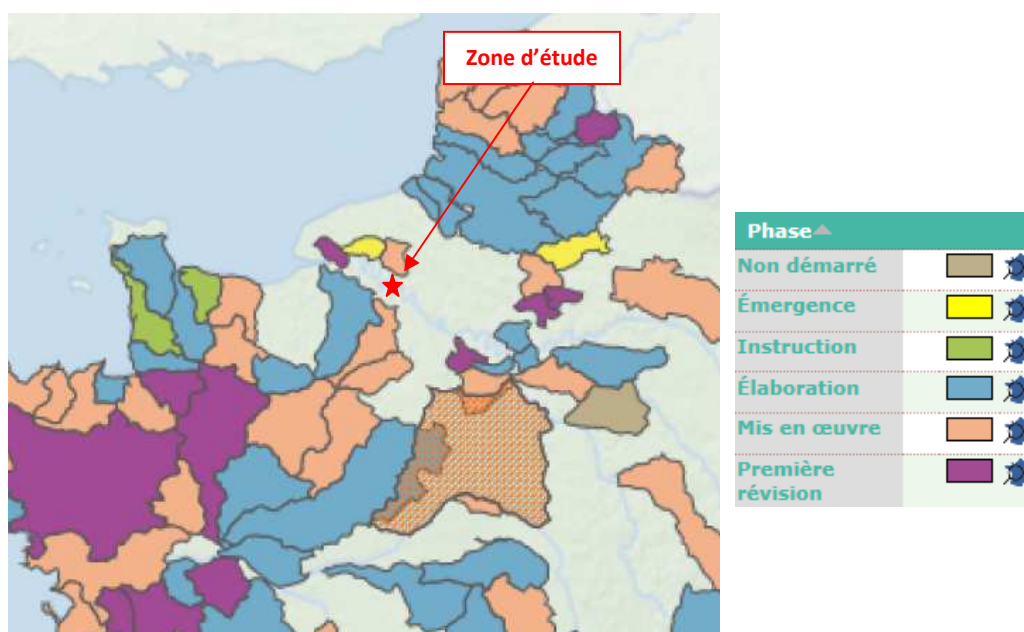 Zone d'étude
Phase
Non démarré
Émergence
Instruction
Élaboration
Mis en œuvre
Première
révision